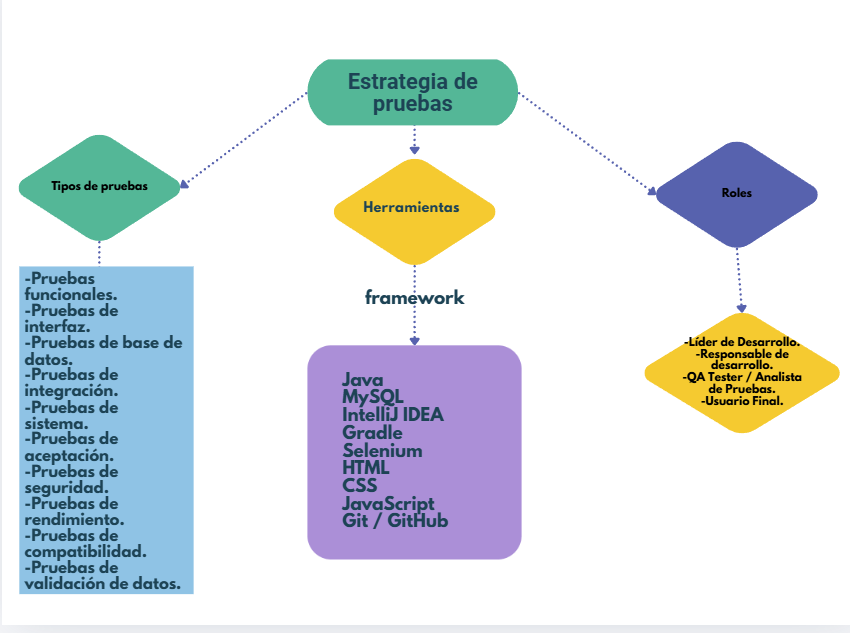 Estrategia de
pruebas
Tipos de pruebas
Herramientas
Roles
-Pruebas
funcionales.
-Pruebas de
interfaz.
-Pruebas de base de
datos.
-Pruebas de
integración.
-Pruebas de
sistema.
-Pruebas de
aceptación.
-Pruebas de
seguridad.
-Pruebas de
rendimiento.
-Pruebas de
compatibilidad.
-Pruebas de
validación de datos.
framework
Java
MySQL
IntelliJ IDEA
Gradle
Selenium
HTML
CSS
JavaScript
Git / GitHub
-Líder de Desarrollo.
-Responsable de
desarrollo.
-QA Tester / Analista
de Pruebas.
-Usuario Final.